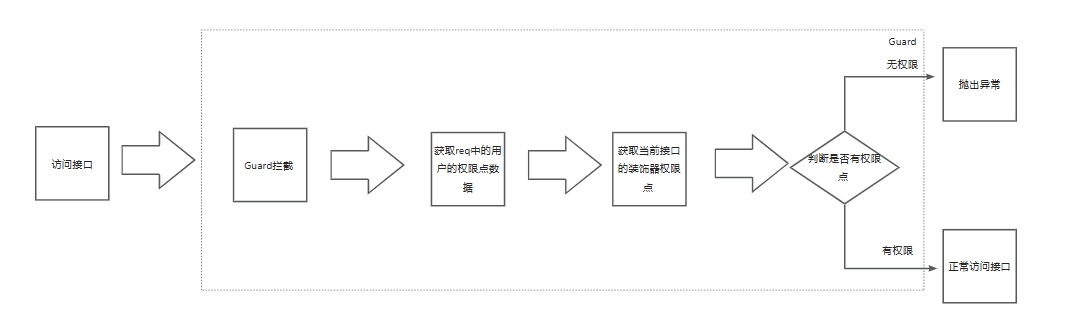 访问接口
Guard拦截
获取req中的用
户的权限点数
据
获取当前接口
的装饰器权限
点
判断是否有权限
点
Guard
无权限
抛出异常
有权限
正常访问接口